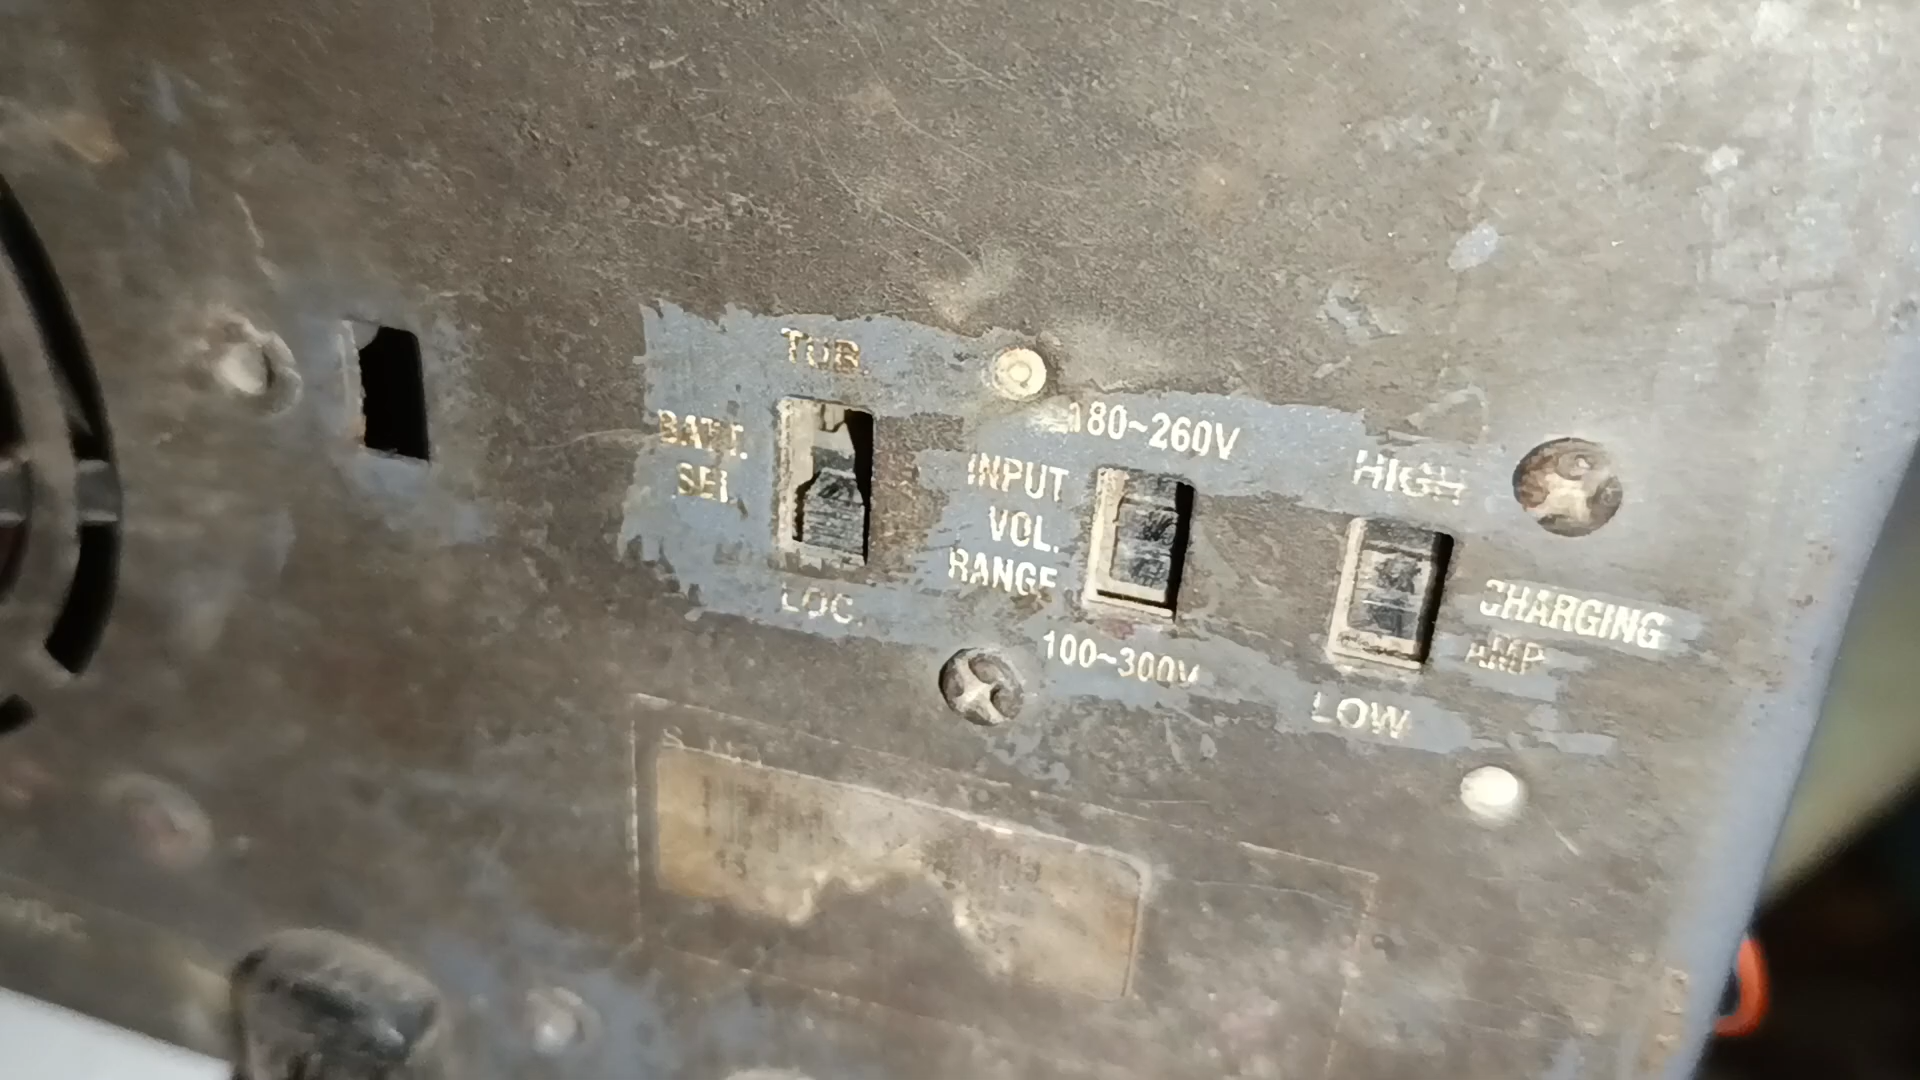 TUB.
BATT.
SEL.
LOC.
180~260V
INPUT
VOL.
RANGE
100~300V
HIGH
CHARGING
AMP
LOW